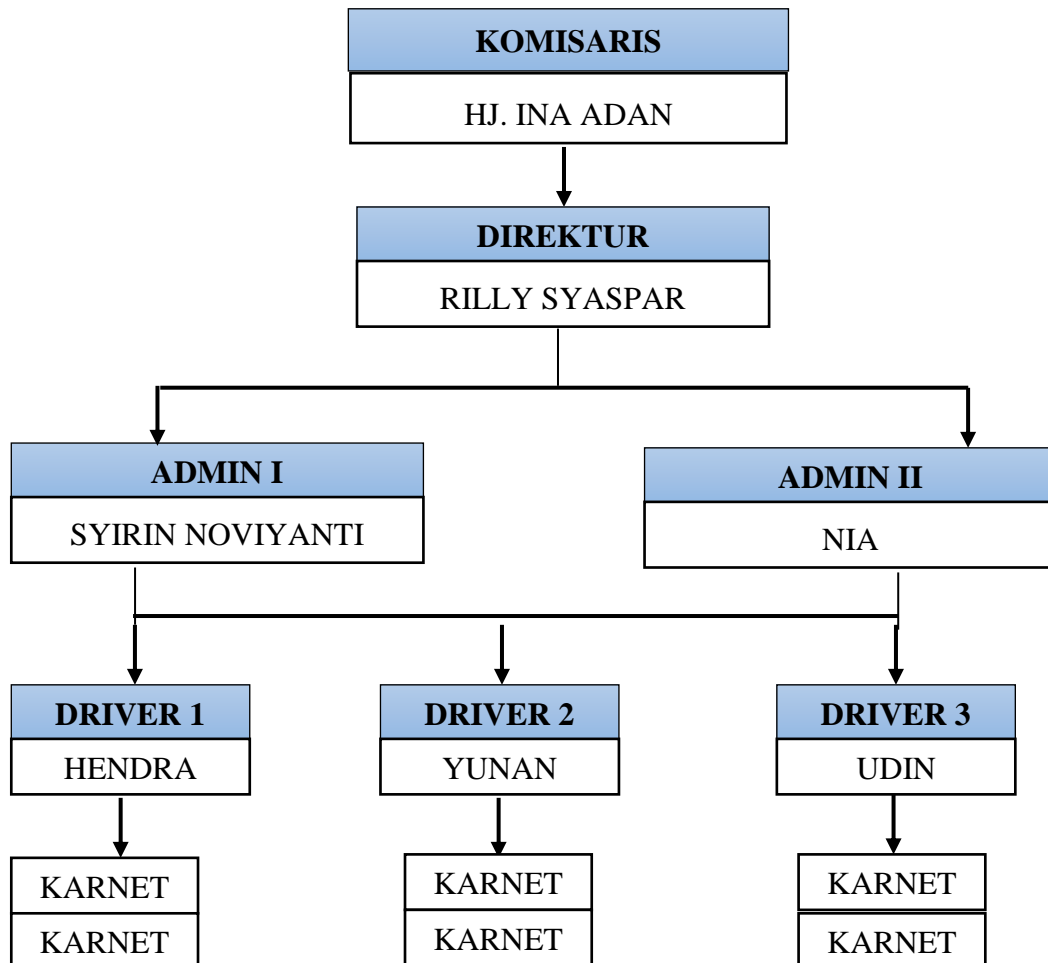 KOMISARIS
HJ. INA ADAN
DIREKTUR
RILLY SYASPAR
ADMIN I
SYIRIN NOVIYANTI
ADMIN II
NIA
DRIVER 1
HENDRA
DRIVER 2
YUNAN
DRIVER 3
UDIN
KARNET
KARNET
KARNET
KARNET
KARNET
KARNET